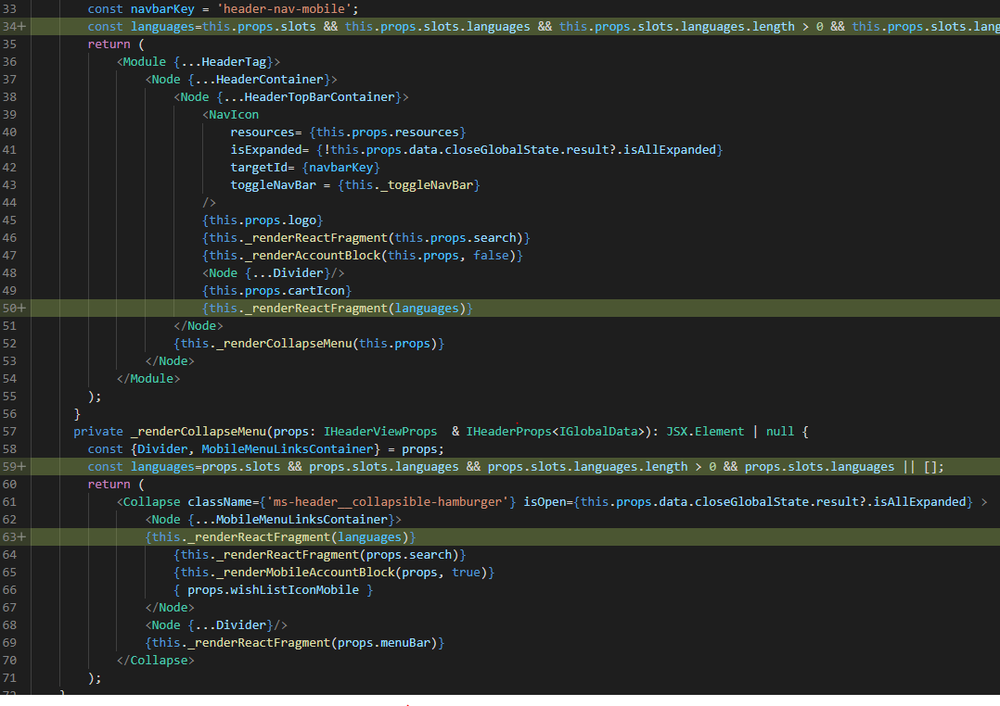 33 const navbarKey = 'header-nav-mobile';
34+ const languages=this.props.slots && this.props.slots.languages && this.props.slots.languages.length > 0 && this.props.slots.lang
35 return (
36 <Module {...HeaderTag}>
37 <Node {...HeaderContainer}>
38 <Node {...HeaderTopBarContainer}>
39 <NavIcon
40 resources= {this.props.resources}
41 isExpanded= {!this.props.data.closeGlobalState.result?.isAllExpanded}
42 targetId= {navbarKey}
43 toggleNavBar = {this._toggleNavBar}
44 />
45 {this.props.logo}
46 {this._renderReactFragment(this.props.search)}
47 {this._renderAccountBlock(this.props, false)}
48 <Node {...Divider}/>
49 {this.props.cartIcon}
50+ {this._renderReactFragment(languages)}
51 </Node>
52 {this._renderCollapseMenu(this.props)}
53 </Node>
54 </Module>
55 );
56 }
57 private _renderCollapseMenu(props: IHeaderViewProps & IHeaderProps<IGlobalData>): JSX.Element | null {
58 const {Divider, MobileMenuLinksContainer} = props;
59+ const languages=props.slots && props.slots.languages && props.slots.languages.length > 0 && props.slots.languages || [];
60 return (
61 <Collapse className={'ms-header__collapsible-hamburger'} isOpen={this.props.data.closeGlobalState.result?.isAllExpanded} >
62 <Node {...MobileMenuLinksContainer}>
63+ {this._renderReactFragment(languages)}
64 {this._renderReactFragment(props.search)}
65 {this._renderMobileAccountBlock(props, true)}
66 { props.wishListIconMobile }
67 </Node>
68 <Node {...Divider}/>
69 {this._renderReactFragment(props.menuBar)}
70 </Collapse>
71 );